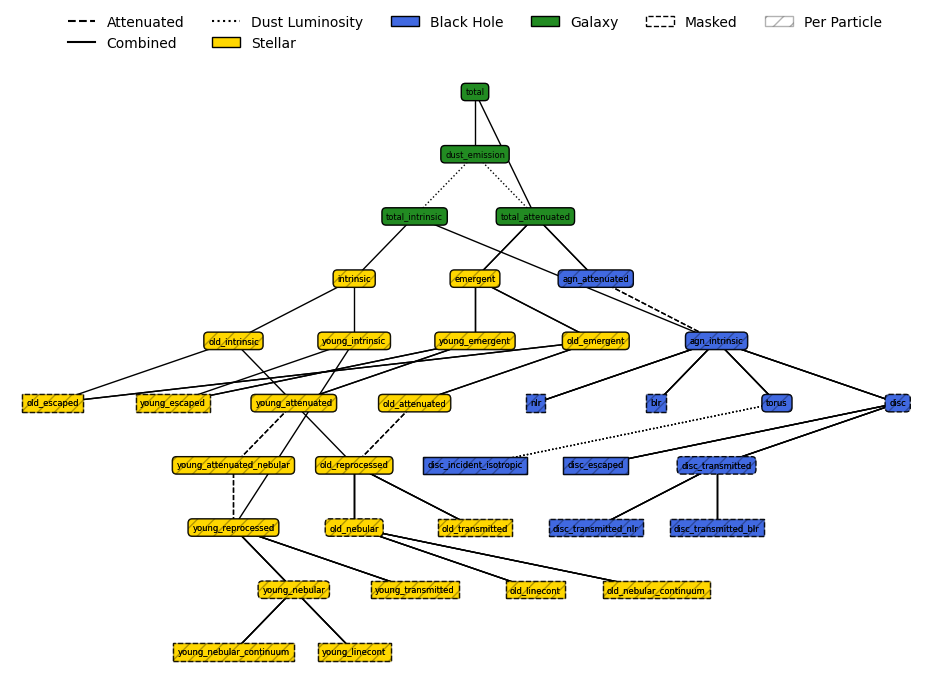 Attenuated Dust Luminosity Black Hole Galaxy Masked Per Particle
Combined Stellar
total
dust_emission
total_intrinsic total_attenuated
intrinsic emergent agn_attenuated
old_intrinsic young_intrinsic young_emergent old_emergent agn_intrinsic
old_escaped young_escaped young_attenuated old_attenuated nlr blr torus disc
young_attenuated_nebular old_reprocessed disc_incident_isotropic disc_escaped disc_transmitted
young_reprocessed old_nebular old_transmitted disc_transmitted_nlr disc_transmitted_blr
young_nebular young_transmitted old_linecont old_nebular_continuum
young_nebular_continuum young_linecont